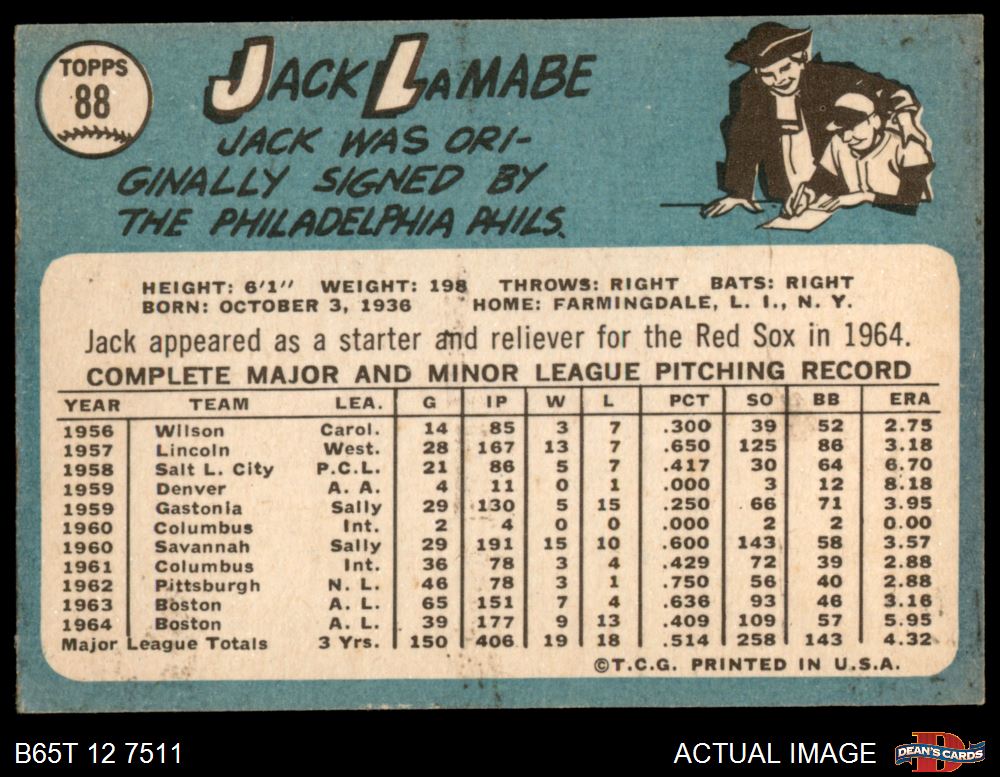 TOPPS
88
JACK LAMABE
JACK WAS ORI-
GINALLY SIGNED BY
THE PHILADELPHIA PHILS.
HEIGHT: 6'1" WEIGHT: 198 THROWS: RIGHT BATS: RIGHT
BORN: OCTOBER 3, 1936 HOME: FARMINGDALE, L. I., N. Y.
Jack appeared as a starter and reliever for the Red Sox in 1964.
COMPLETE MAJOR AND MINOR LEAGUE PITCHING RECORD
YEAR TEAM LEA. G IP W L PCT SO BB ERA
1956 Wilson Carol. 14 85 3 7 .300 39 52 2.75
1957 Lincoln West. 28 167 13 7 .650 125 86 3.18
1958 Salt L. City P.C.L. 21 86 5 7 .417 30 64 6.70
1959 Denver A. A. 4 11 0 1 .000 3 12 8.18
1959 Gastonia Sally 29 130 5 15 .250 66 71 3.95
1960 Columbus Int. 2 4 0 0 .000 2 2 0.00
1960 Savannah Sally 29 191 15 10 .600 143 58 3.57
1961 Columbus Int. 36 78 3 4 .429 72 39 2.88
1962 Pittsburgh N. L. 46 78 3 1 .750 56 40 2.88
1963 Boston A. L. 65 151 7 4 .636 93 46 3.16
1964 Boston A. L. 39 177 9 13 .409 109 57 5.95
Major League Totals 3 Yrs. 150 406 19 18 .514 258 143 4.32
©T.C.G. PRINTED IN U.S.A.
B65T 12 7511 ACTUAL IMAGE DEAN'S CARDS